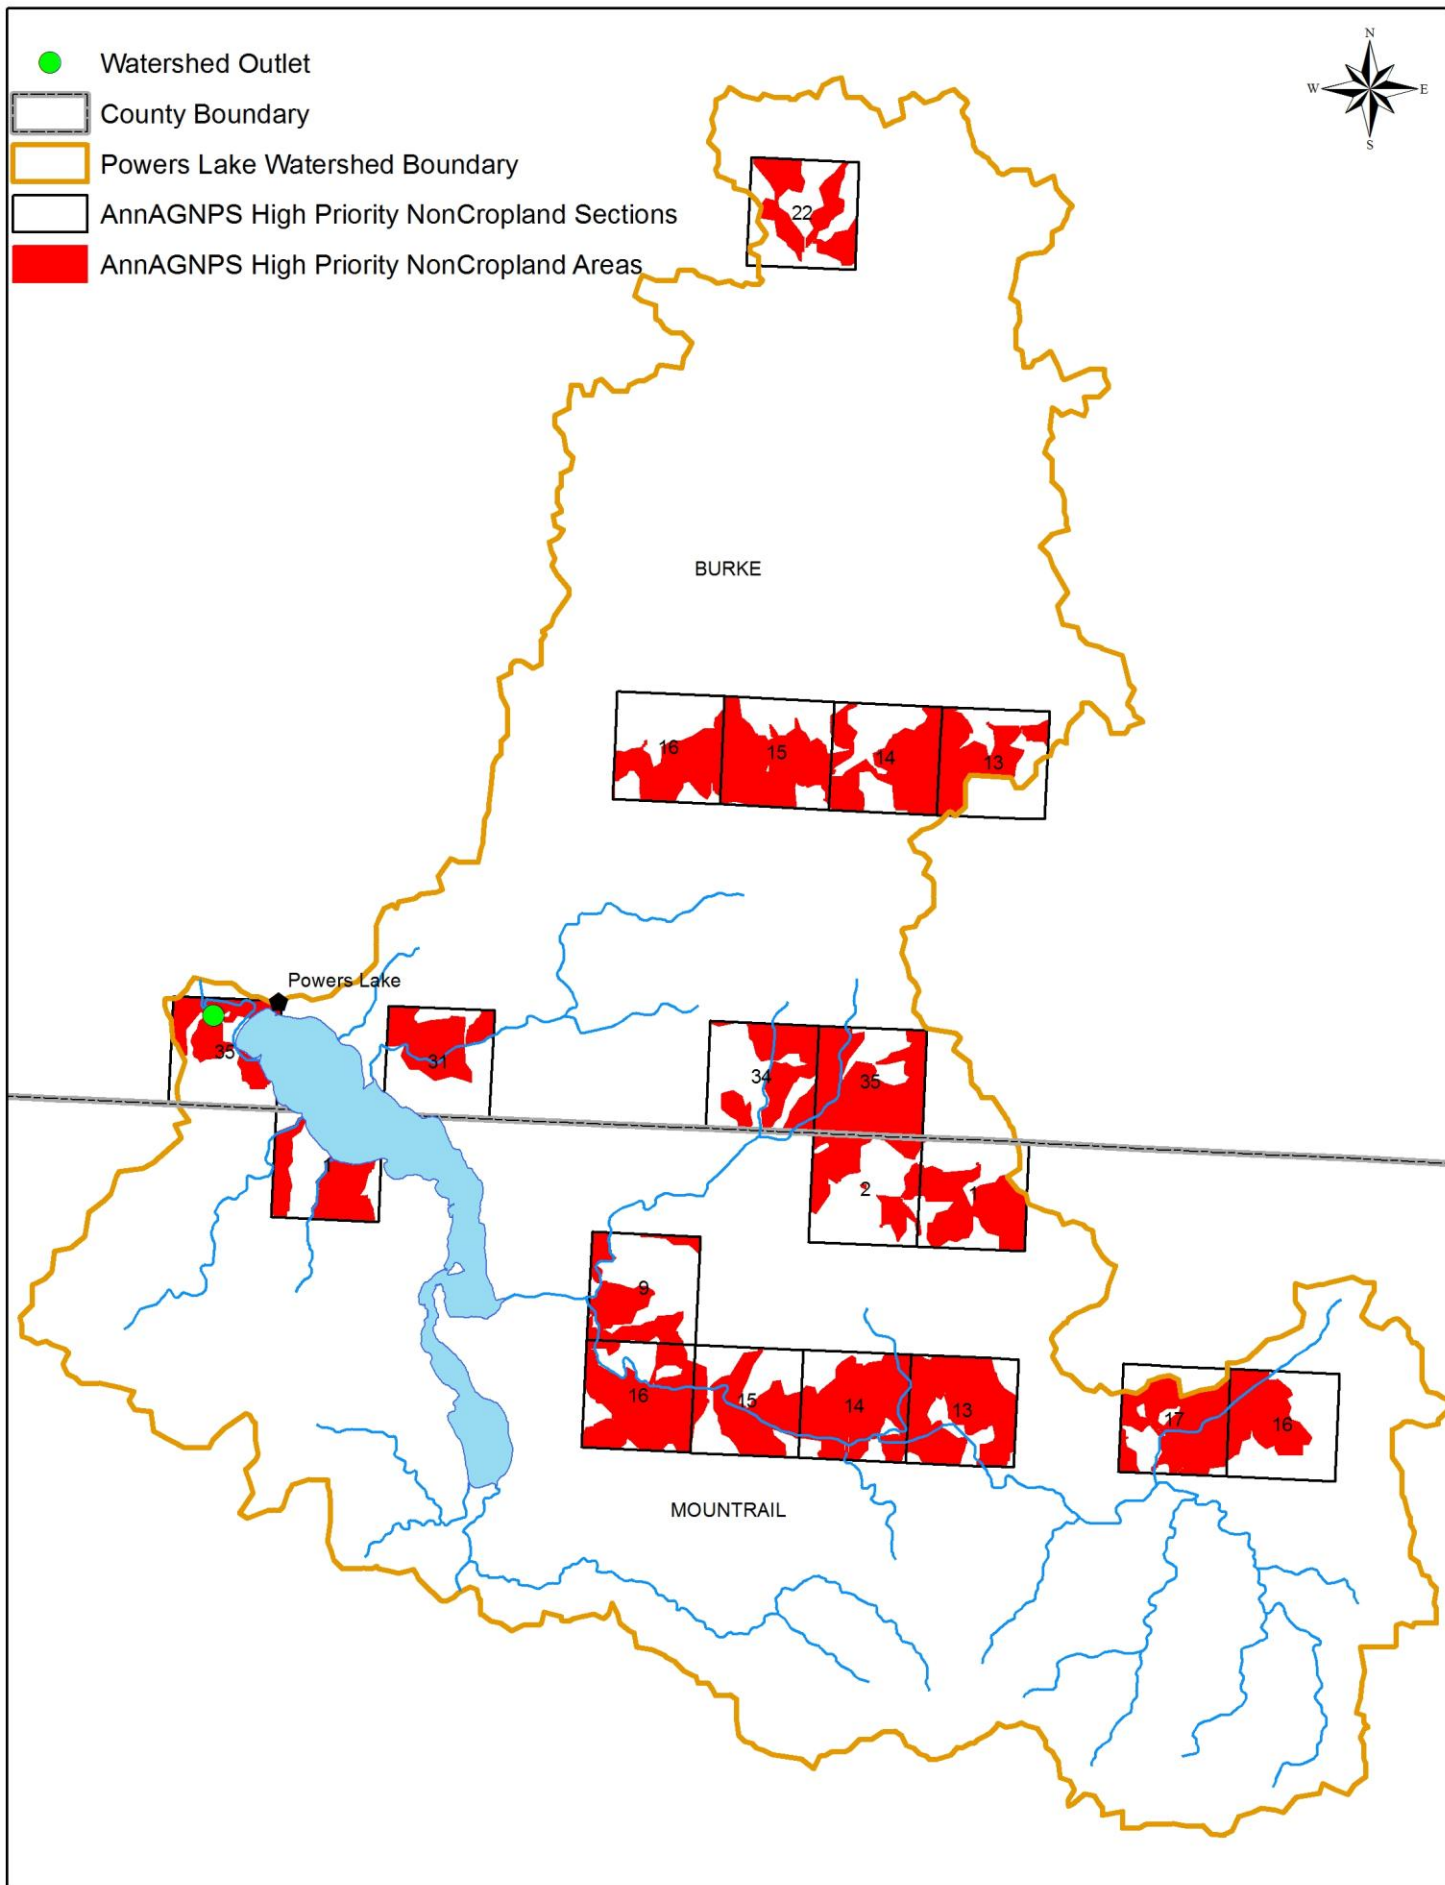 Watershed Outlet
County Boundary
Powers Lake Watershed Boundary
AnnAGNPS High Priority NonCropland Sections
AnnAGNPS High Priority NonCropland Areas
N
W E
S
22
BURKE
16 15 14 13
Powers Lake
35 31 34 35
2 1
9
16 15 14 13 17 16
MOUNTRAIL